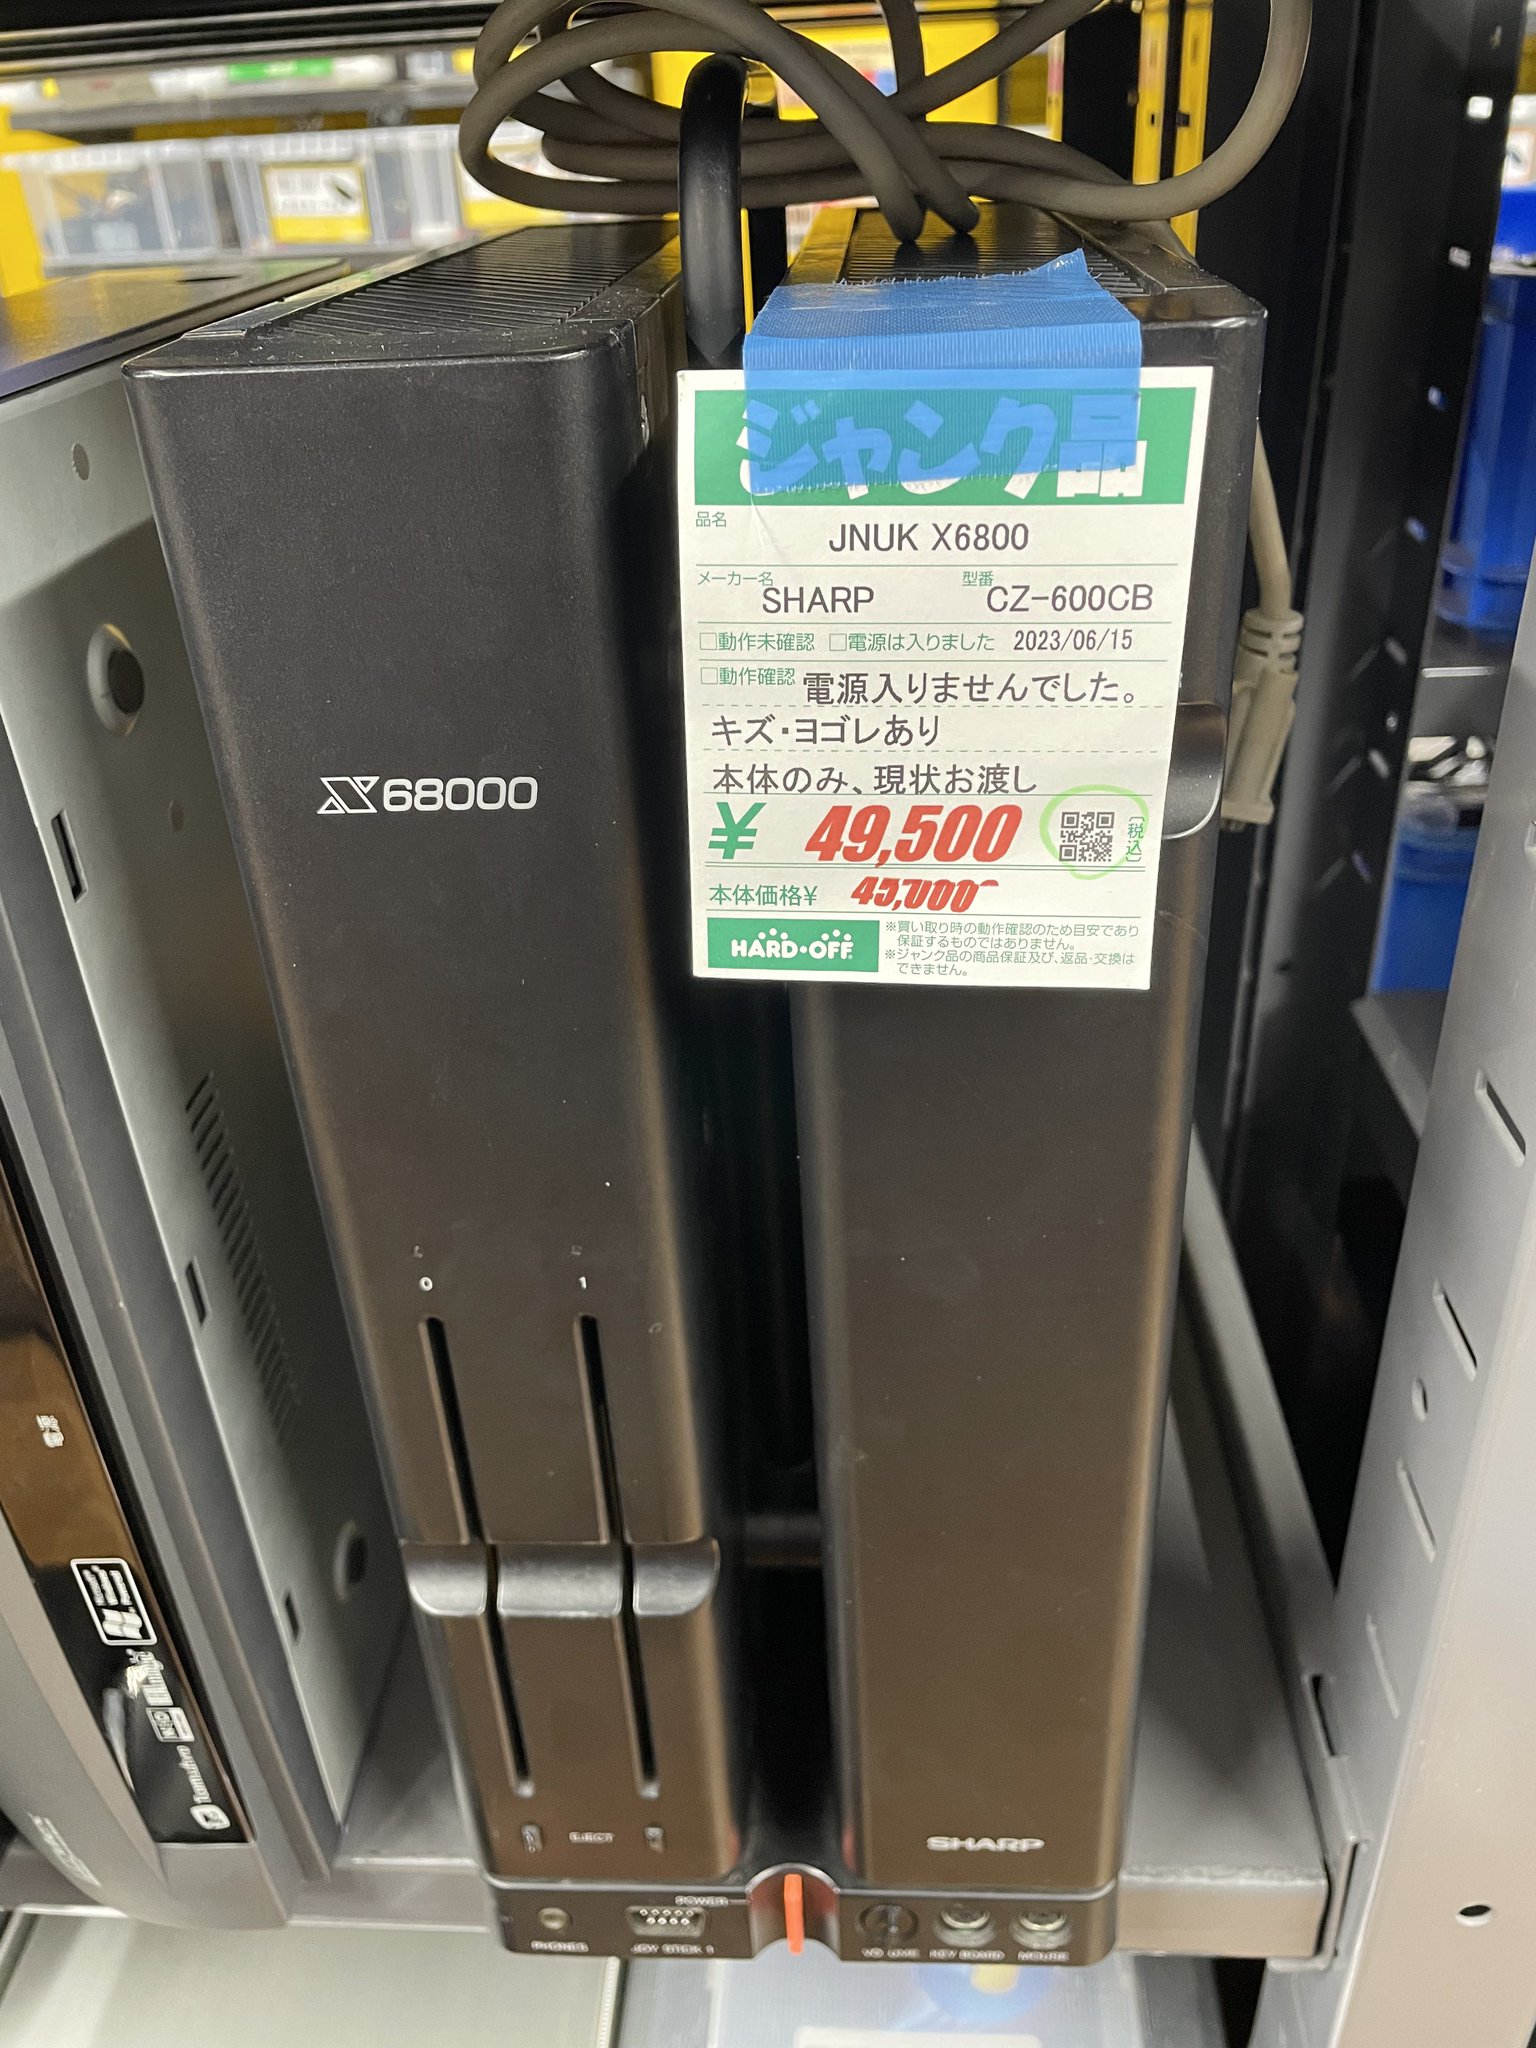 ジャンク品
品名
JNUK X6800
メーカー名 SHARP 型番 CZ-600CB
□動作未確認 □電源は入りました 2023/06/15
□動作確認 電源入りませんでした。
キズ・ヨゴレあり
本体のみ、現状お渡し
¥ 49,500 (税込)
本体価格¥ 45,000
HARD・OFF
※買い取り時の動作確認のため目安であり
保証するものではありません。
※ジャンク品の商品保証及び、返品・交換は
できません。
X68000
0 1
EJECT
SHARP
POWER
PHONES JOY STICK 1 VOLUME KEY BOARD MOUSE